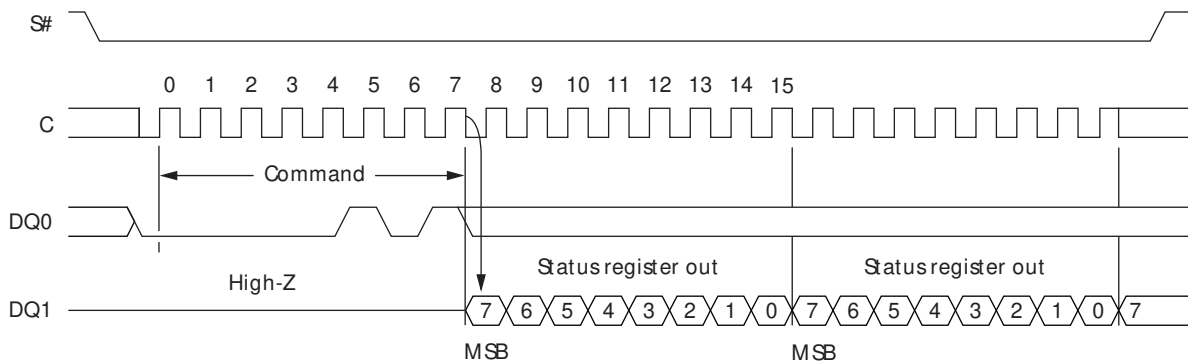 S#
0 1 2 3 4 5 6 7 8 9 10 11 12 13 14 15
C
Command
DQ0
High-Z
Status register out
Status register out
DQ1
7 6 5 4 3 2 1 0 7 6 5 4 3 2 1 0 7
MSB
MSB